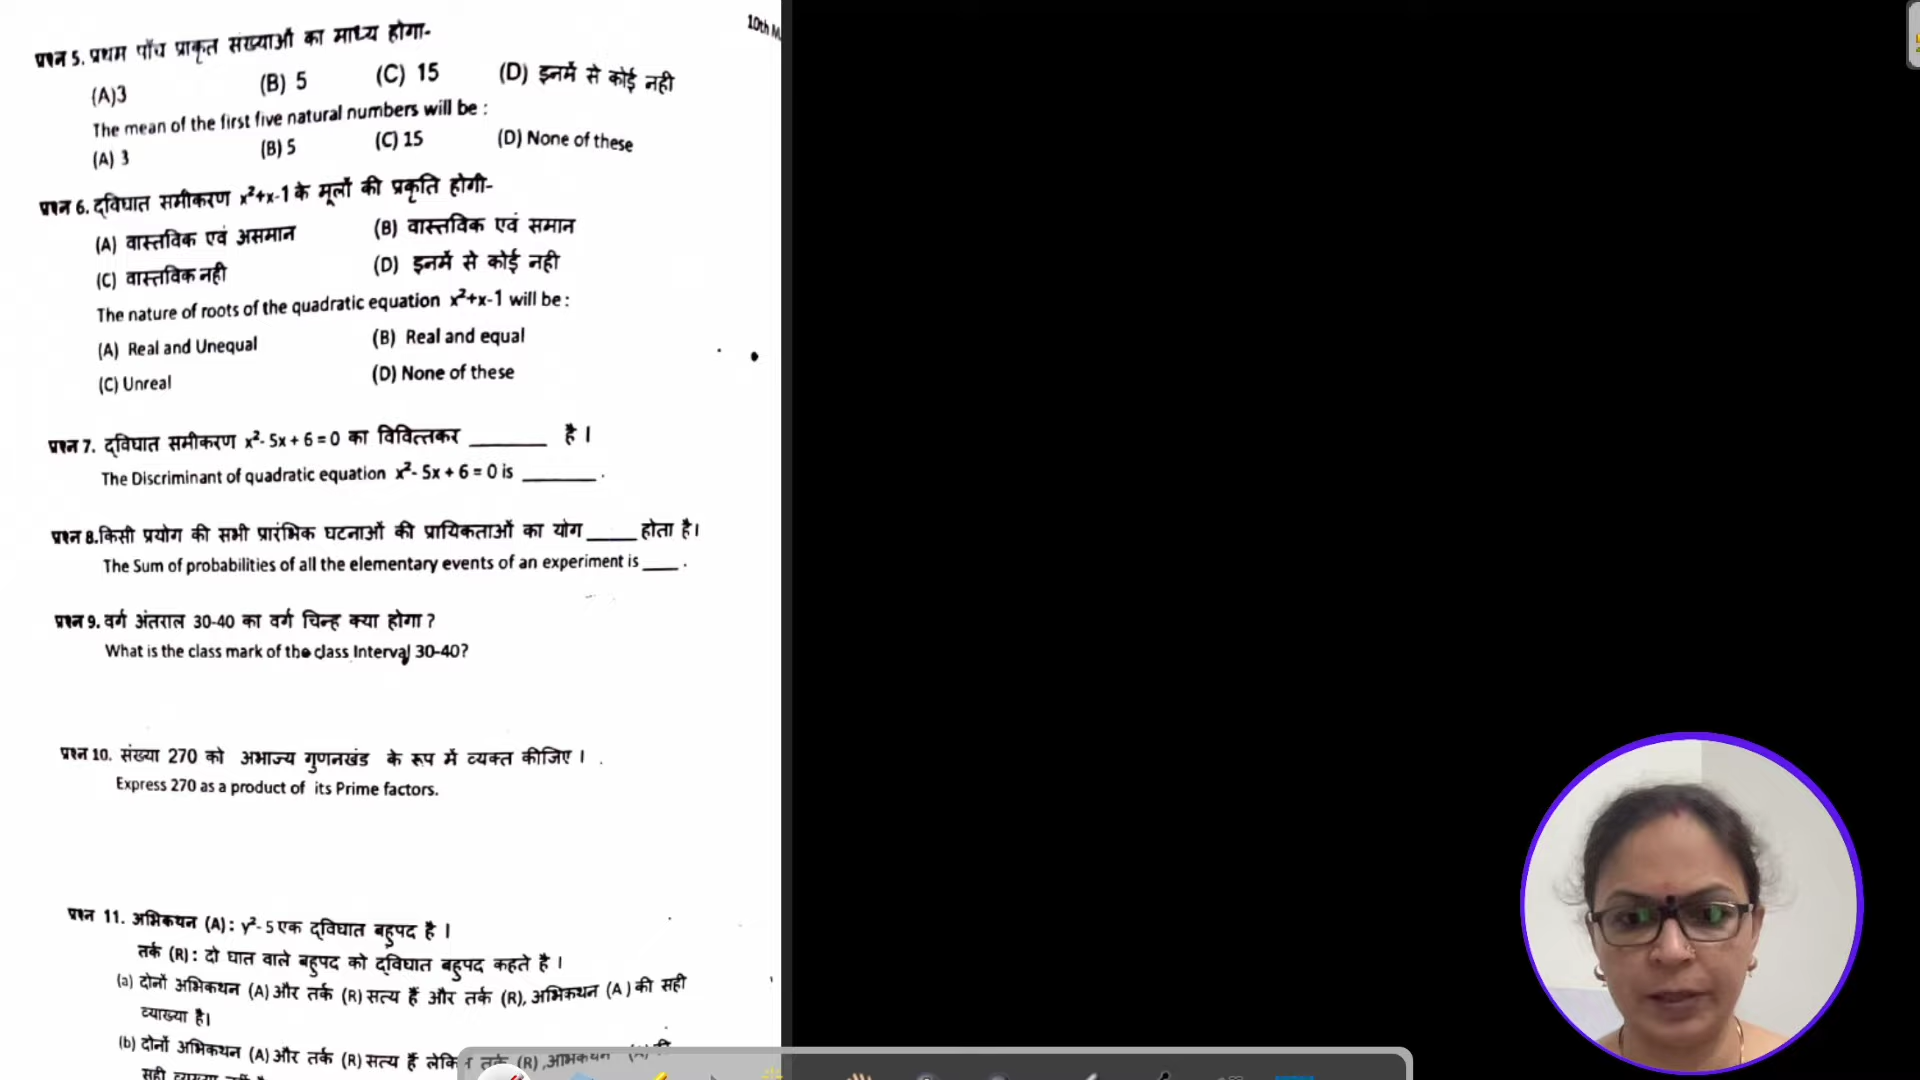 10th M
प्रश्न 5. प्रथम पाँच प्राकृत संख्याओं का माध्य होगा-
(A)3 (B) 5 (C) 15 (D) इनमें से कोई नही
The mean of the first five natural numbers will be :
(A) 3 (B) 5 (C) 15 (D) None of these
प्रश्न 6. द्विघात समीकरण x²+x-1 के मूलों की प्रकृति होगी-
(A) वास्तविक एवं असमान (B) वास्तविक एवं समान
(C) वास्तविक नही (D) इनमें से कोई नही
The nature of roots of the quadratic equation x²+x-1 will be :
(A) Real and Unequal (B) Real and equal
(C) Unreal (D) None of these
प्रश्न 7. द्विघात समीकरण x²- 5x + 6 = 0 का विवित्तकर ________ है ।
The Discriminant of quadratic equation x²- 5x + 6 = 0 is ________ .
प्रश्न 8.किसी प्रयोग की सभी प्रारंभिक घटनाओं की प्रायिकताओं का योग _____ होता है।
The Sum of probabilities of all the elementary events of an experiment is ____ .
प्रश्न 9. वर्ग अंतराल 30-40 का वर्ग चिन्ह क्या होगा ?
What is the class mark of the class Interval 30-40?
प्रश्न 10. संख्या 270 को अभाज्य गुणनखंड के रूप में व्यक्त कीजिए ।
Express 270 as a product of its Prime factors.
प्रश्न 11. अभिकथन (A) : y²- 5 एक द्विघात बहुपद है ।
तर्क (R) : दो घात वाले बहुपद को द्विघात बहुपद कहते है ।
(a) दोनों अभिकथन (A) और तर्क (R) सत्य हैं और तर्क (R), अभिकथन (A) की सही
व्याख्या है।
(b) दोनों अभिकथन (A) और तर्क (R) सत्य हैं लेकिन तर्क (R) ,अभिकथन (A) की
सही